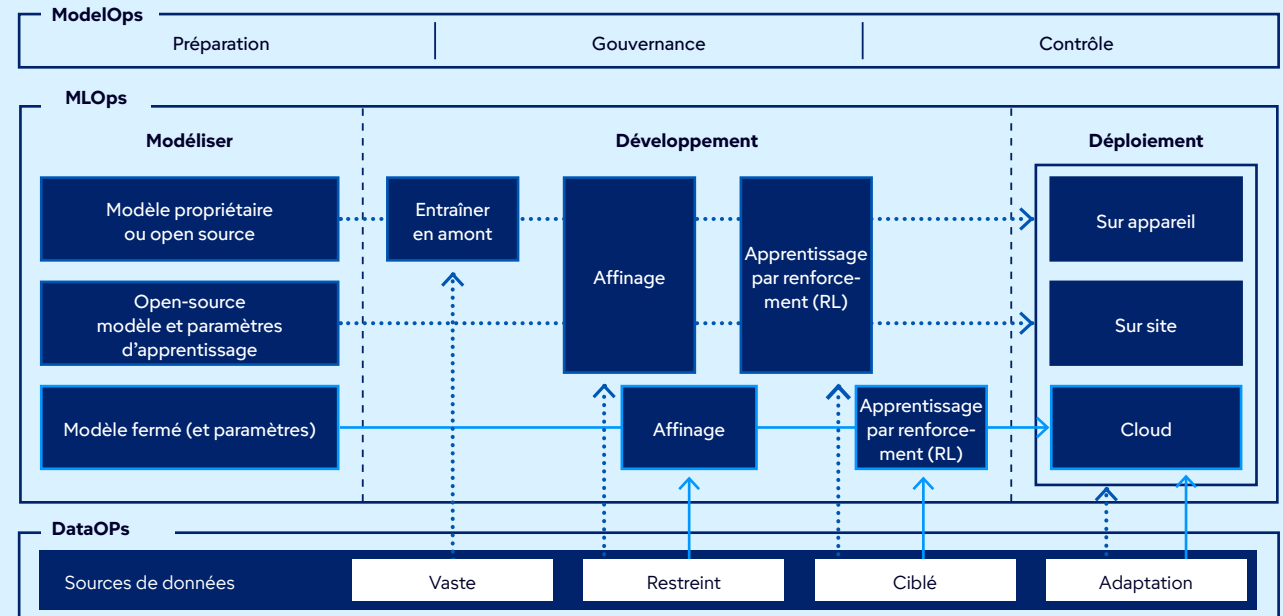 ModelOps
Préparation
Gouvernance
Contrôle
MLOps
Modéliser
Développement
Déploiement
Modèle propriétaire
ou open source
Entraîner
en amont
Affinage
Apprentissage
par renforce-
ment (RL)
Sur appareil
Open-source
modèle et paramètres
d'apprentissage
Sur site
Modèle fermé (et paramètres)
Affinage
Apprentissage
par renforce-
ment (RL)
Cloud
DataOPs
Sources de données
Vaste
Restreint
Ciblé
Adaptation